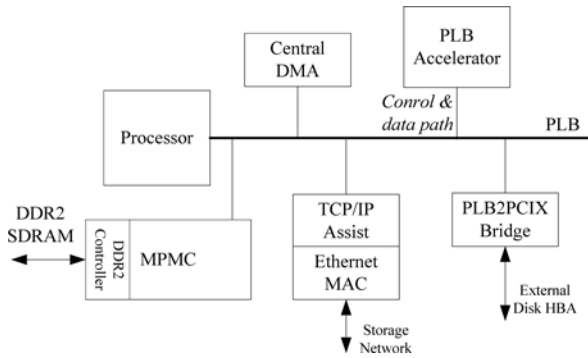 Central
DMA
PLB
Accelerator
Conrol &
data path
PLB
Processor
DDR2
SDRAM
DDR2
Controller
MPMC
TCP/IP
Assist
Ethernet
MAC
PLB2PCIX
Bridge
Storage
Network
External
Disk HBA